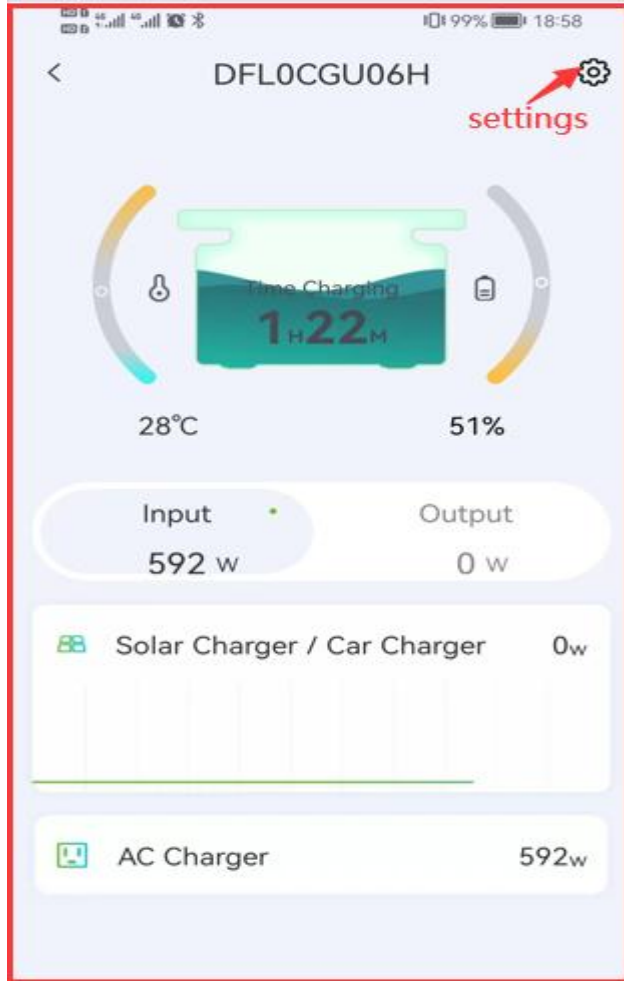 99% 18:58
DFL0CGU06H
settings
Time Charging
1H22M
28°C 51%
Input Output
592 W 0 W
Solar Charger / Car Charger 0w
AC Charger 592w